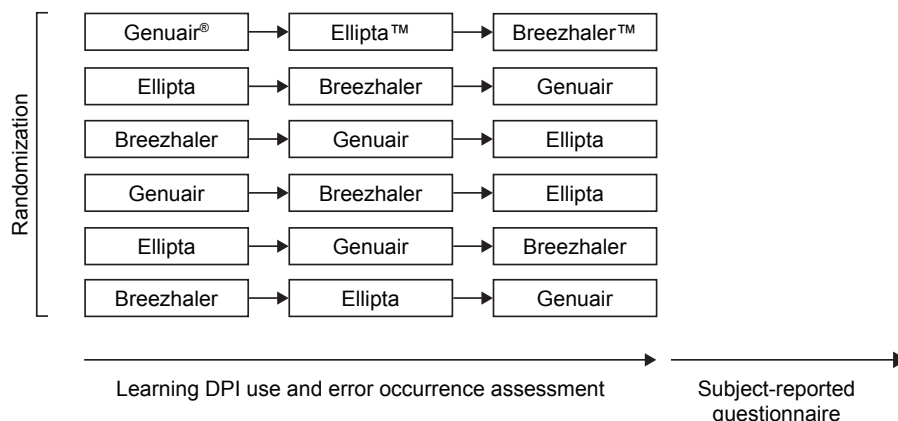 Randomization
Genuair® Ellipta™ Breezhaler™
Ellipta Breezhaler Genuair
Breezhaler Genuair Ellipta
Genuair Breezhaler Ellipta
Ellipta Genuair Breezhaler
Breezhaler Ellipta Genuair
Learning DPI use and error occurrence assessment
Subject-reported
questionnaire